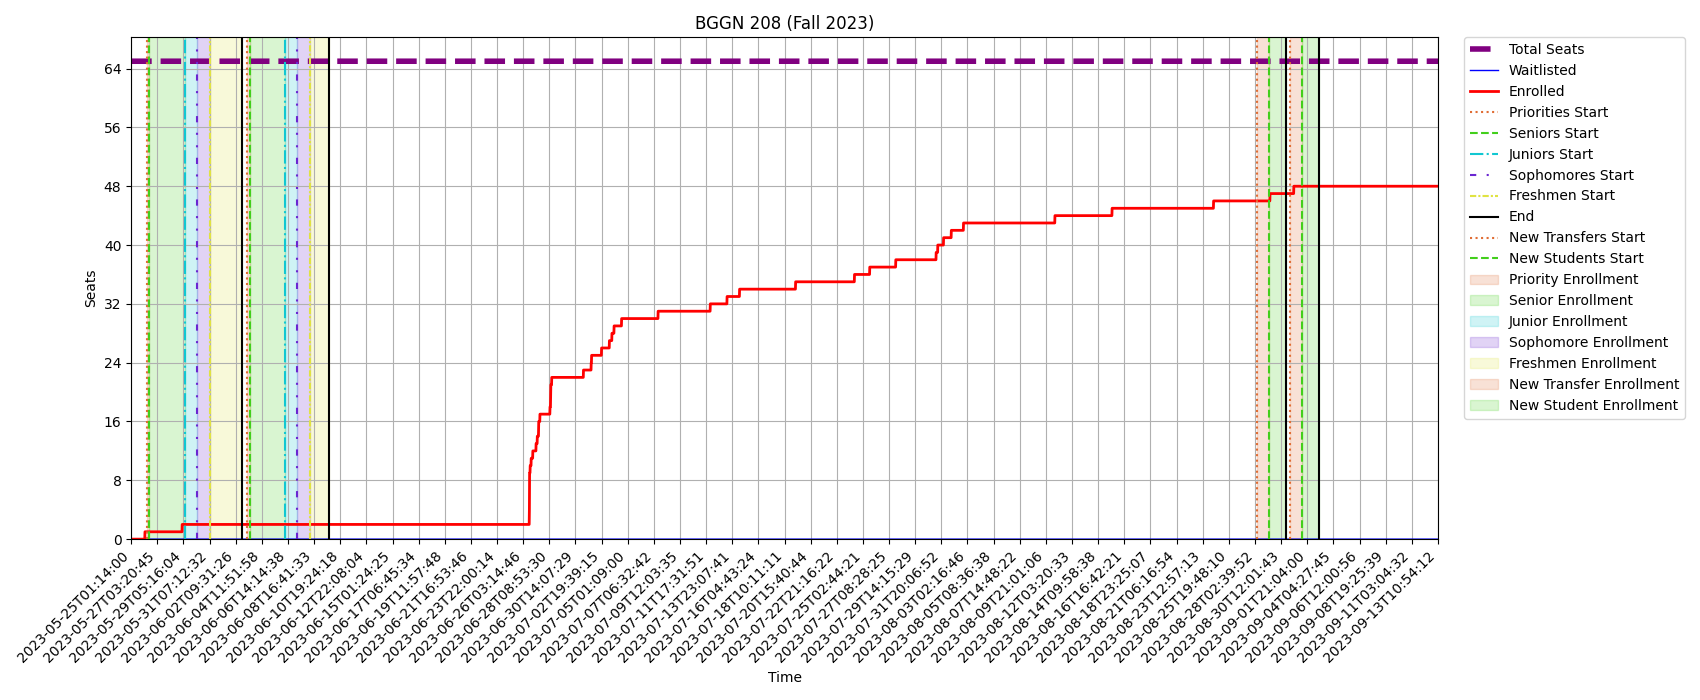 BGGN 208 (Fall 2023)
Seats
64
56
48
40
32
24
16
8
0
2023-05-25T01:14:00
2023-05-27T03:20:45
2023-05-29T05:16:04
2023-05-31T07:12:32
2023-06-02T09:31:26
2023-06-04T11:51:58
2023-06-06T14:14:38
2023-06-08T16:41:33
2023-06-10T19:24:18
2023-06-12T22:08:04
2023-06-15T01:24:25
2023-06-17T06:45:34
2023-06-19T11:57:48
2023-06-21T16:53:46
2023-06-23T22:00:14
2023-06-26T03:14:46
2023-06-28T08:53:30
2023-06-30T14:07:29
2023-07-02T19:39:15
2023-07-05T01:09:00
2023-07-07T06:32:42
2023-07-09T12:03:35
2023-07-11T17:31:51
2023-07-13T23:07:41
2023-07-16T04:43:24
2023-07-18T10:11:11
2023-07-20T15:40:44
2023-07-22T21:16:22
2023-07-25T02:44:21
2023-07-27T08:28:25
2023-07-29T14:15:29
2023-07-31T20:06:52
2023-08-03T02:16:46
2023-08-05T08:36:38
2023-08-07T14:48:22
2023-08-09T21:01:06
2023-08-12T03:20:33
2023-08-14T09:58:38
2023-08-16T16:42:21
2023-08-18T23:25:07
2023-08-21T06:16:54
2023-08-23T12:57:13
2023-08-25T19:48:10
2023-08-28T02:39:52
2023-08-30T12:01:43
2023-09-01T21:04:00
2023-09-04T04:27:45
2023-09-06T12:00:56
2023-09-08T19:25:39
2023-09-11T03:04:32
2023-09-13T10:54:12
Time
Total Seats
Waitlisted
Enrolled
Priorities Start
Seniors Start
Juniors Start
Sophomores Start
Freshmen Start
End
New Transfers Start
New Students Start
Priority Enrollment
Senior Enrollment
Junior Enrollment
Sophomore Enrollment
Freshmen Enrollment
New Transfer Enrollment
New Student Enrollment